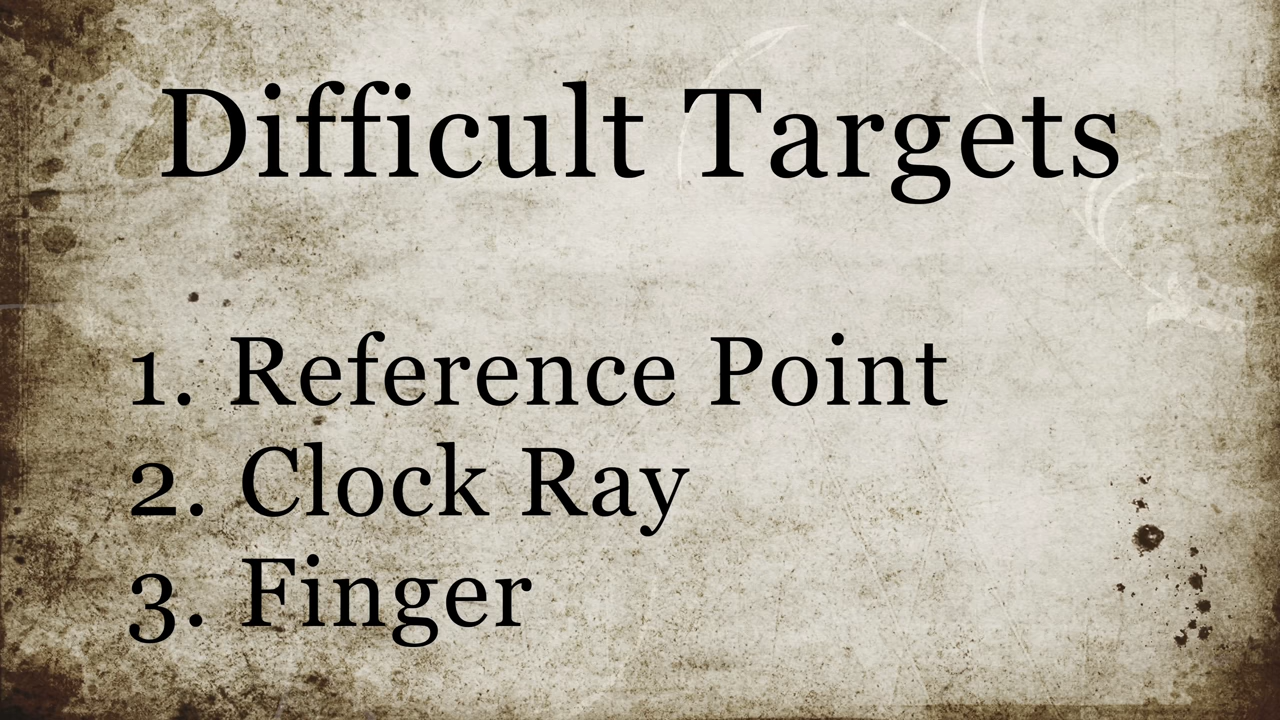 Difficult Targets
1. Reference Point
2. Clock Ray
3. Finger